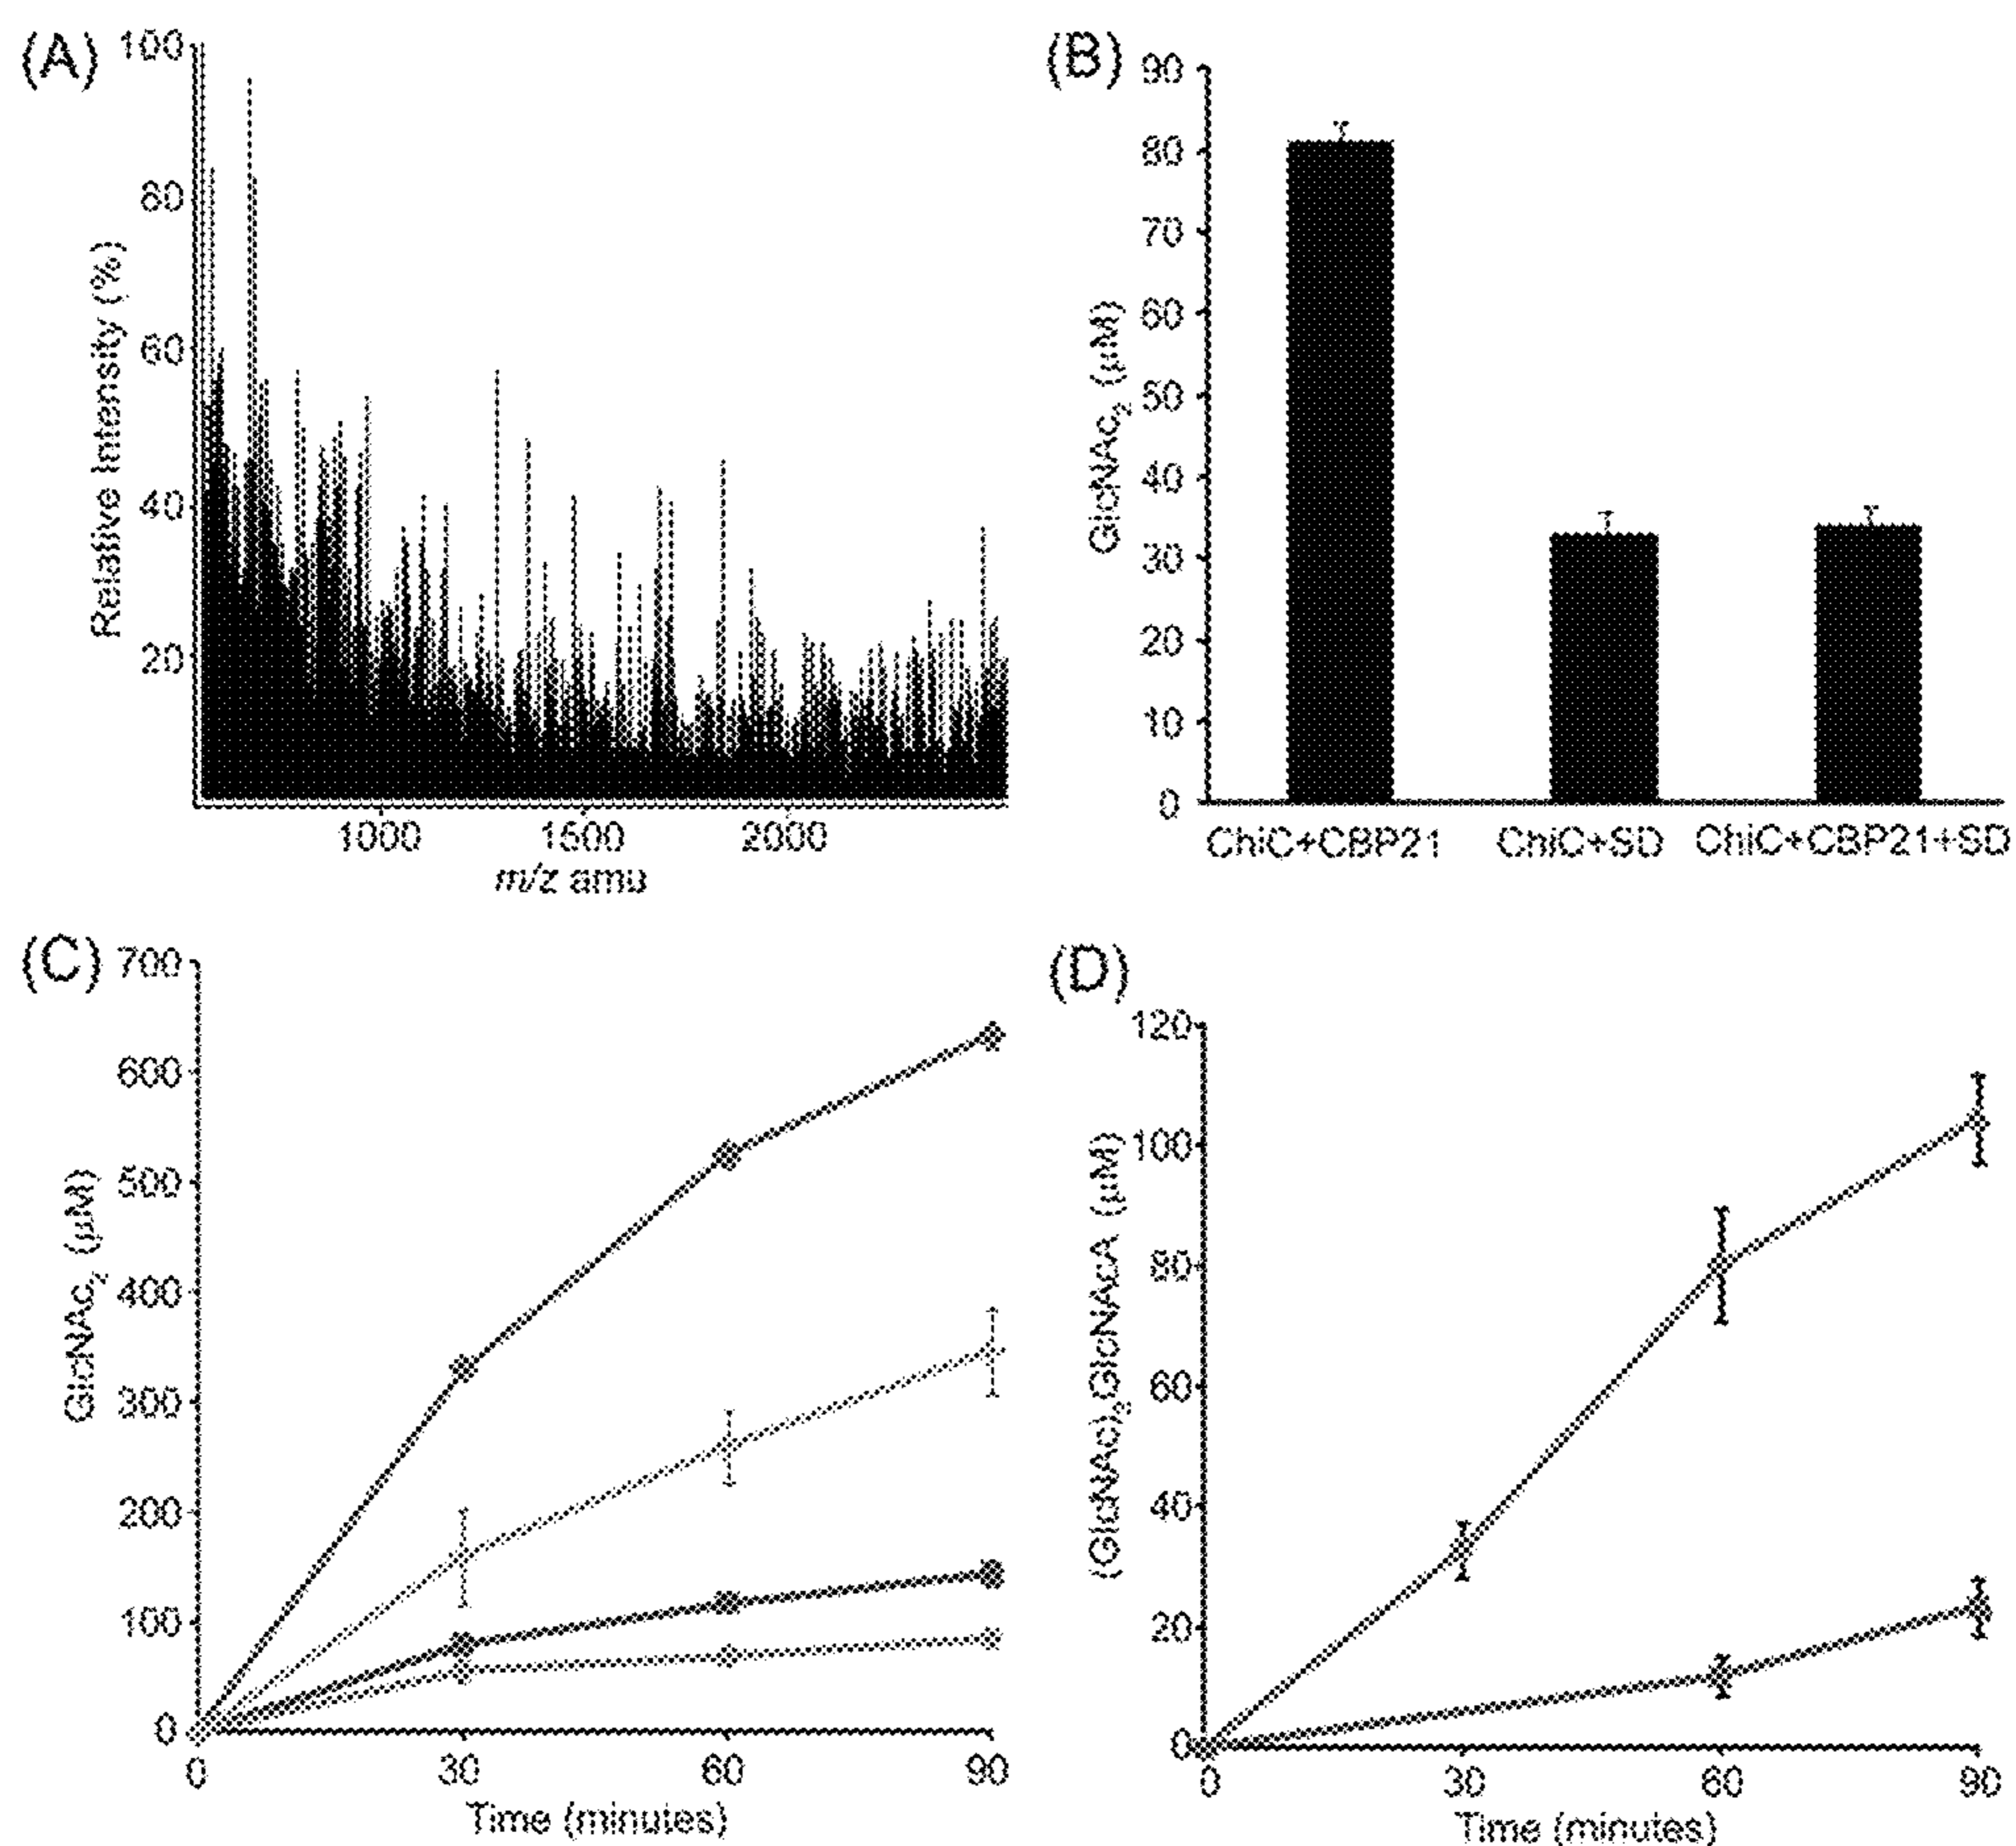 (A)
100
80
60
40
20
Relative Intensity (%)
1000 1500 2000
m/z amu
(B)
90
80
70
60
50
40
30
20
10
0
GlcNAc₂ (µM)
ChiC+CBP21 ChiC+SD ChiC+CBP21+SD
(C)
700
600
500
400
300
200
100
0
GlcNAc₂ (µM)
0 30 60 90
Time (minutes)
(D)
120
100
80
60
40
20
0
(GlcNAc)₃GlcNAcA (µM)
0 30 60 90
Time (minutes)